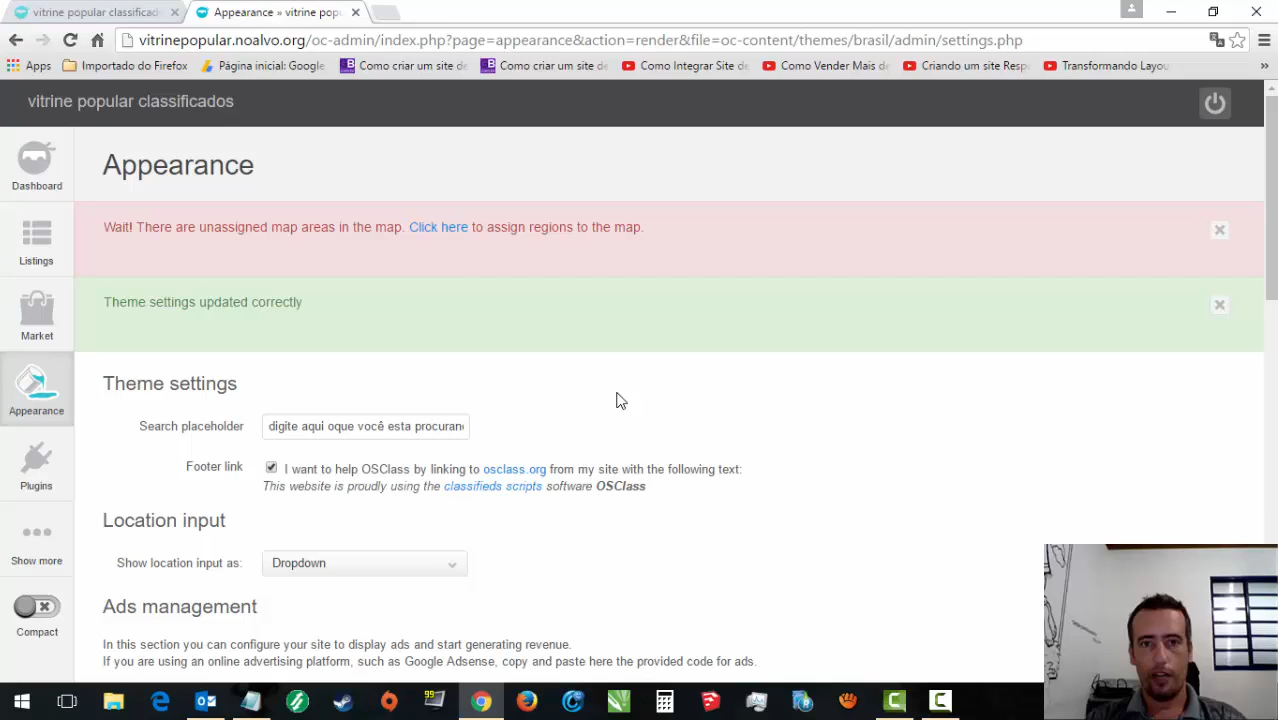 vitrine popular classificad
Appearance » vitrine pop
vitrinepopular.noalvo.org/oc-admin/index.php?page=appearance&action=render&file=oc-content/themes/brasil/admin/settings.php
Apps
Importado do Firefox
Página inicial: Google
Como criar um site de
Como criar um site de
Como Integrar Site de
Como Vender Mais de
Criando um site Resp
Transformando Layou
»
vitrine popular classificados
Dashboard
Listings
Market
Appearance
Plugins
Show more
Compact
Appearance
Wait! There are unassigned map areas in the map. Click here to assign regions to the map.
Theme settings updated correctly
Theme settings
Search placeholder
digite aqui oque você esta procuran
Footer link
I want to help OSClass by linking to osclass.org from my site with the following text:
This website is proudly using the classifieds scripts software OSClass
Location input
Show location input as:
Dropdown
Ads management
In this section you can configure your site to display ads and start generating revenue.
If you are using an online advertising platform, such as Google Adsense, copy and paste here the provided code for ads.
99